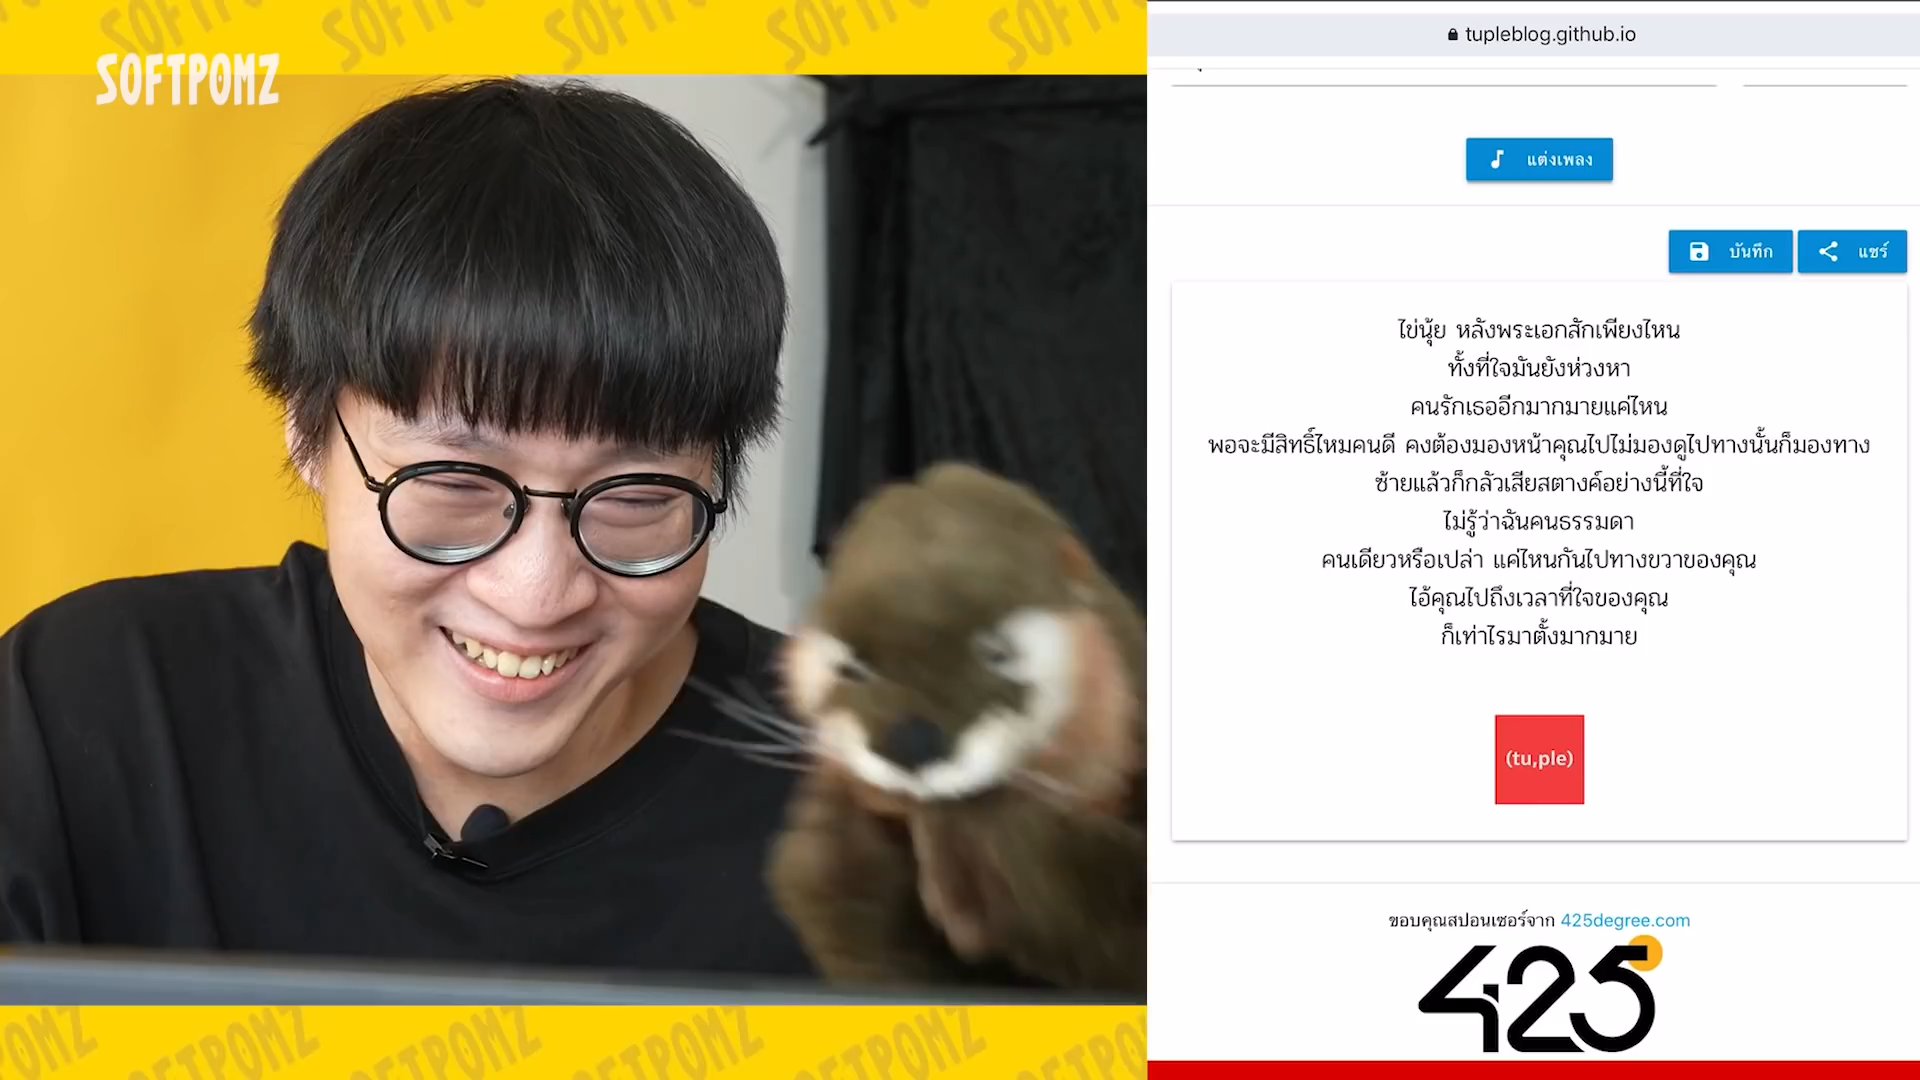 SOFTPOMZ
tupleblog.github.io
แต่งเพลง
บันทึก
แชร์
ไข่นุ้ย หลังพระเอกสักเพียงไหน
ทั้งที่ใจมันยังห่วงหา
คนรักเธออีกมากมายแค่ไหน
พอจะมีสิทธิ์ไหมคนดี คงต้องมองหน้าคุณไปไม่มองดูไปทางนั้นก็มองทาง
ซ้ายแล้วก็กลัวเสียสตางค์อย่างนี้ที่ใจ
ไม่รู้ว่าฉันคนธรรมดา
คนเดียวหรือเปล่า แค่ไหนกันไปทางขวาของคุณ
ไอ้คุณไปถึงเวลาที่ใจของคุณ
ก็เท่าไรมาตั้งมากมาย
(tu,ple)
ขอบคุณสปอนเซอร์จาก 425degree.com
425